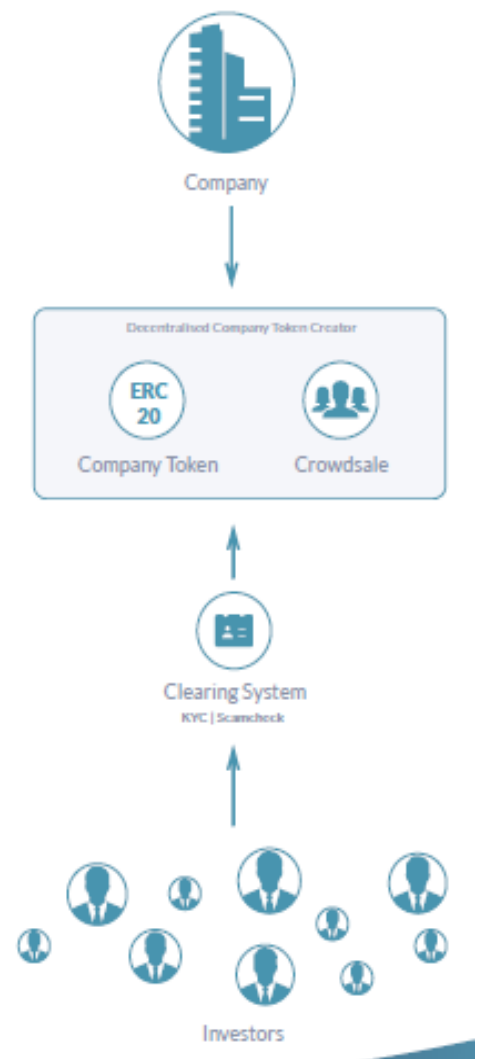 Company
Decentralised Company Token Creator
ERC
20
Company Token
Crowdsale
Clearing System
KYC | Scamcheck
Investors